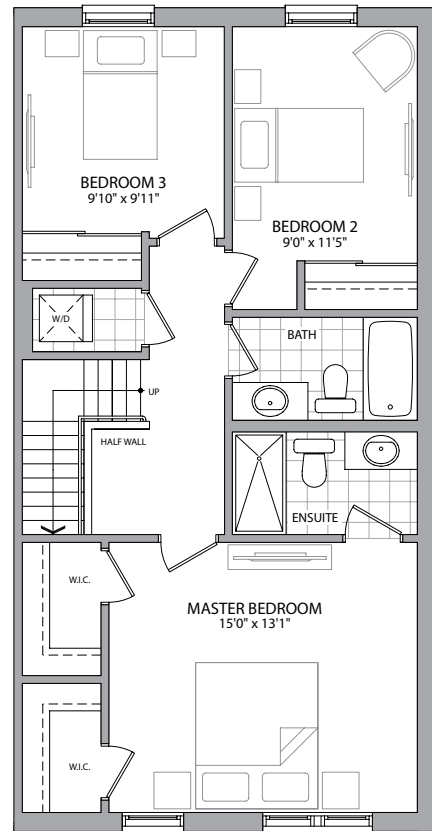 BEDROOM 3
9'10" x 9'11"
BEDROOM 2
9'0" x 11'5"
W/D
BATH
UP
HALF WALL
ENSUITE
W.I.C.
MASTER BEDROOM
15'0" x 13'1"
W.I.C.